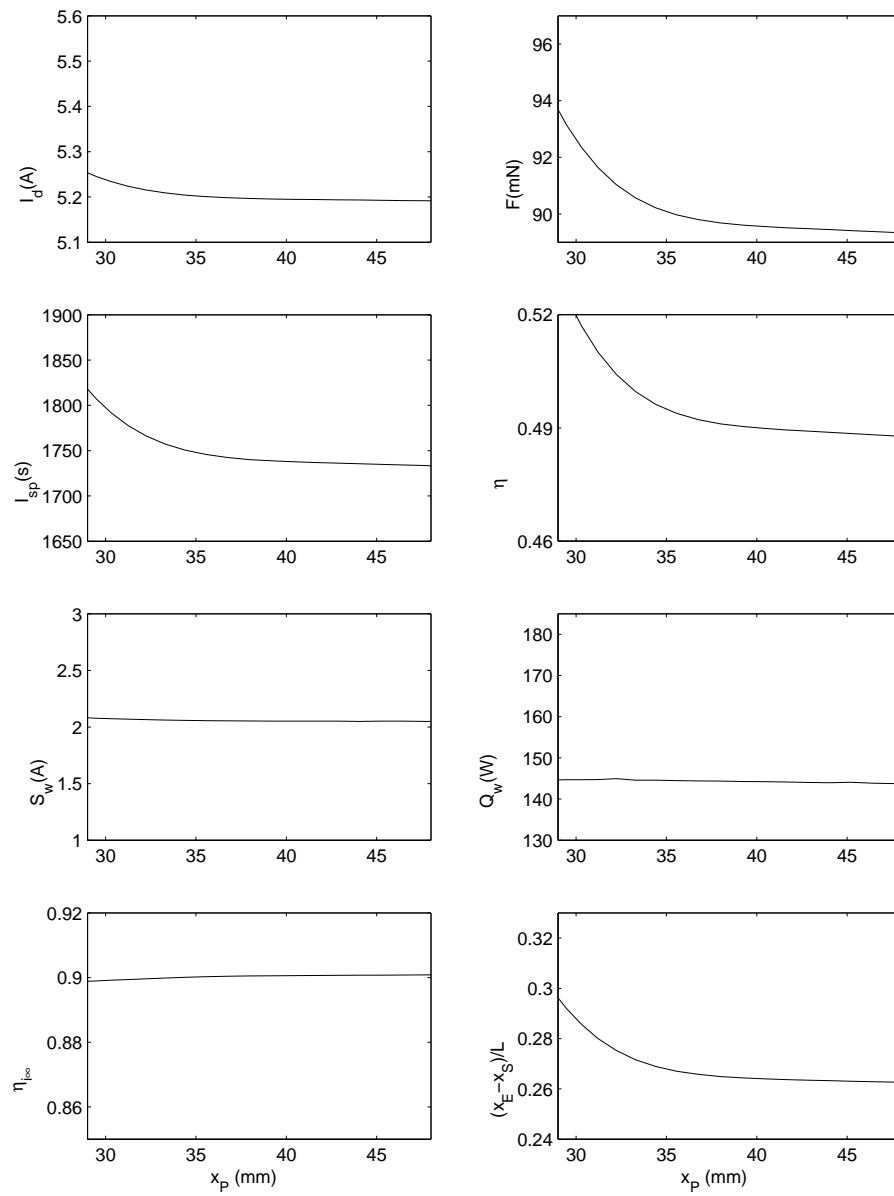 5.6
5.5
5.4
5.3
5.2
5.1
I_d(A)
30 35 40 45
96
94
92
90
F(mN)
30 35 40 45
1900
1850
1800
1750
1700
1650
I_sp(s)
30 35 40 45
0.52
0.49
0.46
η
30 35 40 45
3
2.5
2
1.5
1
S_w(A)
30 35 40 45
180
170
160
150
140
130
Q_w(W)
30 35 40 45
0.92
0.9
0.88
0.86
η_i∞
30 35 40 45
x_P (mm)
0.32
0.3
0.28
0.26
0.24
(x_E−x_S)/L
30 35 40 45
x_P (mm)